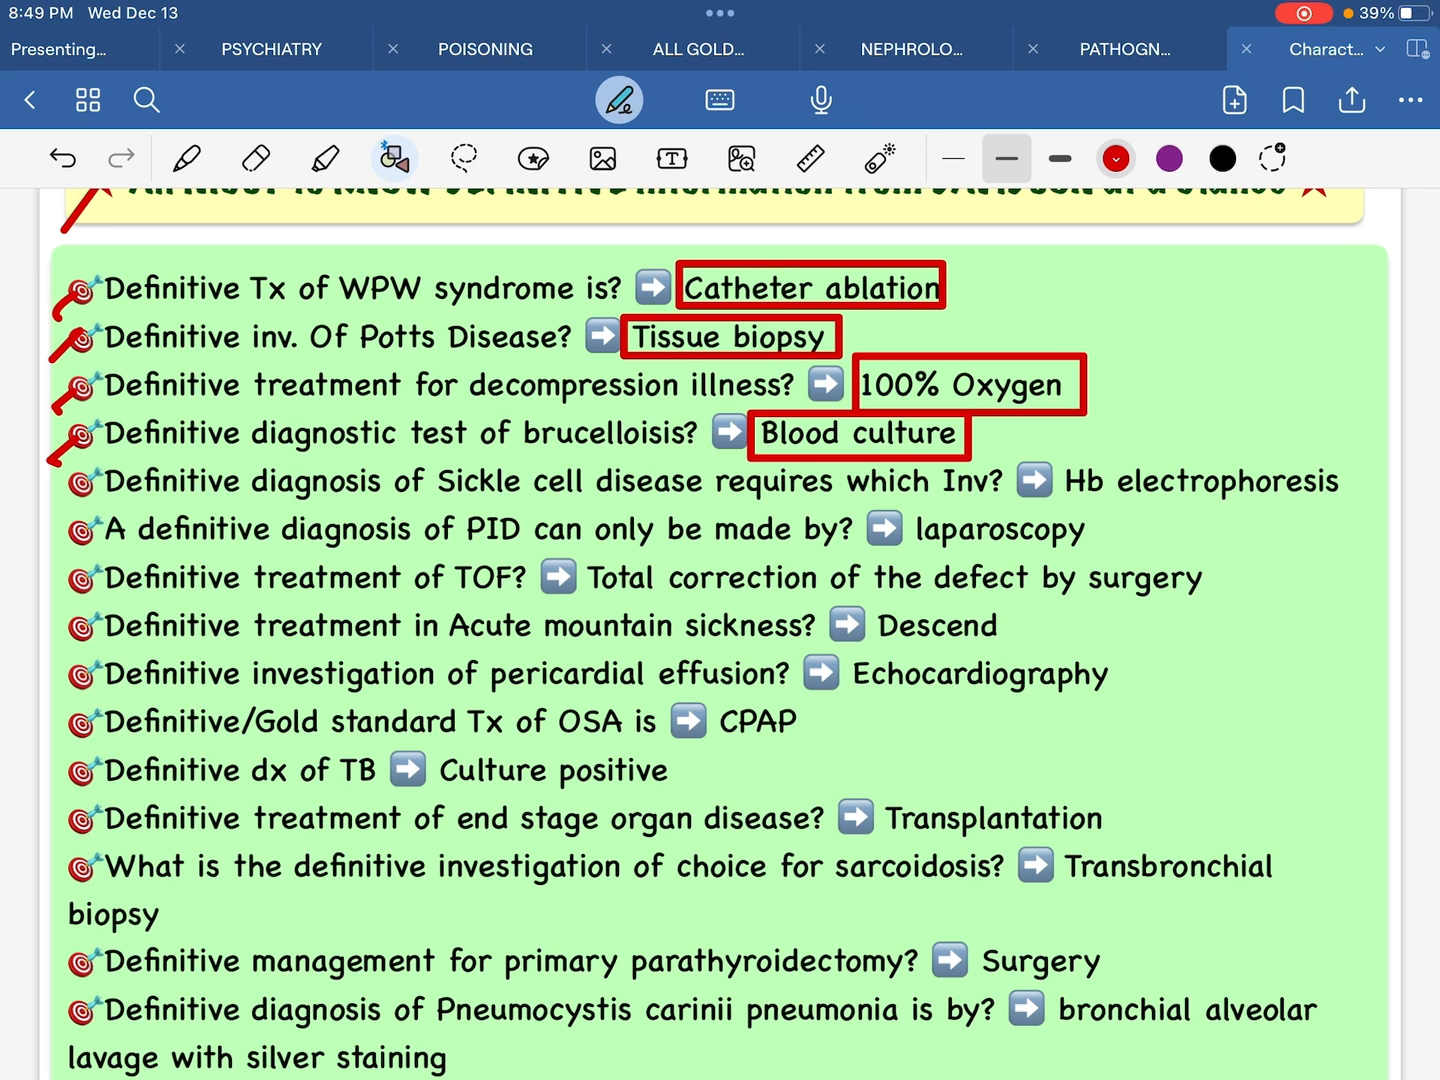 8:49 PM Wed Dec 13
39%
Presenting...
PSYCHIATRY
POISONING
ALL GOLD...
NEPHROLO...
PATHOGN...
Charact...
🎯Definitive Tx of WPW syndrome is? ➡️ Catheter ablation
🎯Definitive inv. Of Potts Disease? ➡️ Tissue biopsy
🎯Definitive treatment for decompression illness? ➡️ 100% Oxygen
🎯Definitive diagnostic test of brucelloisis? ➡️ Blood culture
🎯Definitive diagnosis of Sickle cell disease requires which Inv? ➡️ Hb electrophoresis
🎯A definitive diagnosis of PID can only be made by? ➡️ laparoscopy
🎯Definitive treatment of TOF? ➡️ Total correction of the defect by surgery
🎯Definitive treatment in Acute mountain sickness? ➡️ Descend
🎯Definitive investigation of pericardial effusion? ➡️ Echocardiography
🎯Definitive/Gold standard Tx of OSA is ➡️ CPAP
🎯Definitive dx of TB ➡️ Culture positive
🎯Definitive treatment of end stage organ disease? ➡️ Transplantation
🎯What is the definitive investigation of choice for sarcoidosis? ➡️ Transbronchial
biopsy
🎯Definitive management for primary parathyroidectomy? ➡️ Surgery
🎯Definitive diagnosis of Pneumocystis carinii pneumonia is by? ➡️ bronchial alveolar
lavage with silver staining